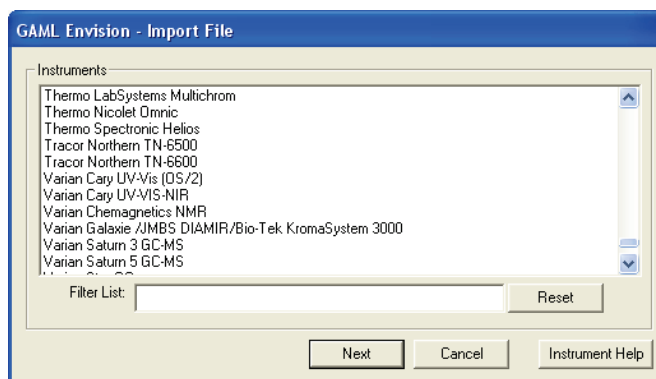 GAML Envision - Import File
Instruments
Thermo LabSystems Multichrom
Thermo Nicolet Omnic
Thermo Spectronic Helios
Tracor Northern TN-6500
Tracor Northern TN-6600
Varian Cary UV-Vis (OS/2)
Varian Cary UV-VIS-NIR
Varian Chemagnetics NMR
Varian Galaxie /JMBS DIAMIR/Bio-Tek KromaSystem 3000
Varian Saturn 3 GC-MS
Varian Saturn 5 GC-MS
Filter List:
Reset
Next
Cancel
Instrument Help